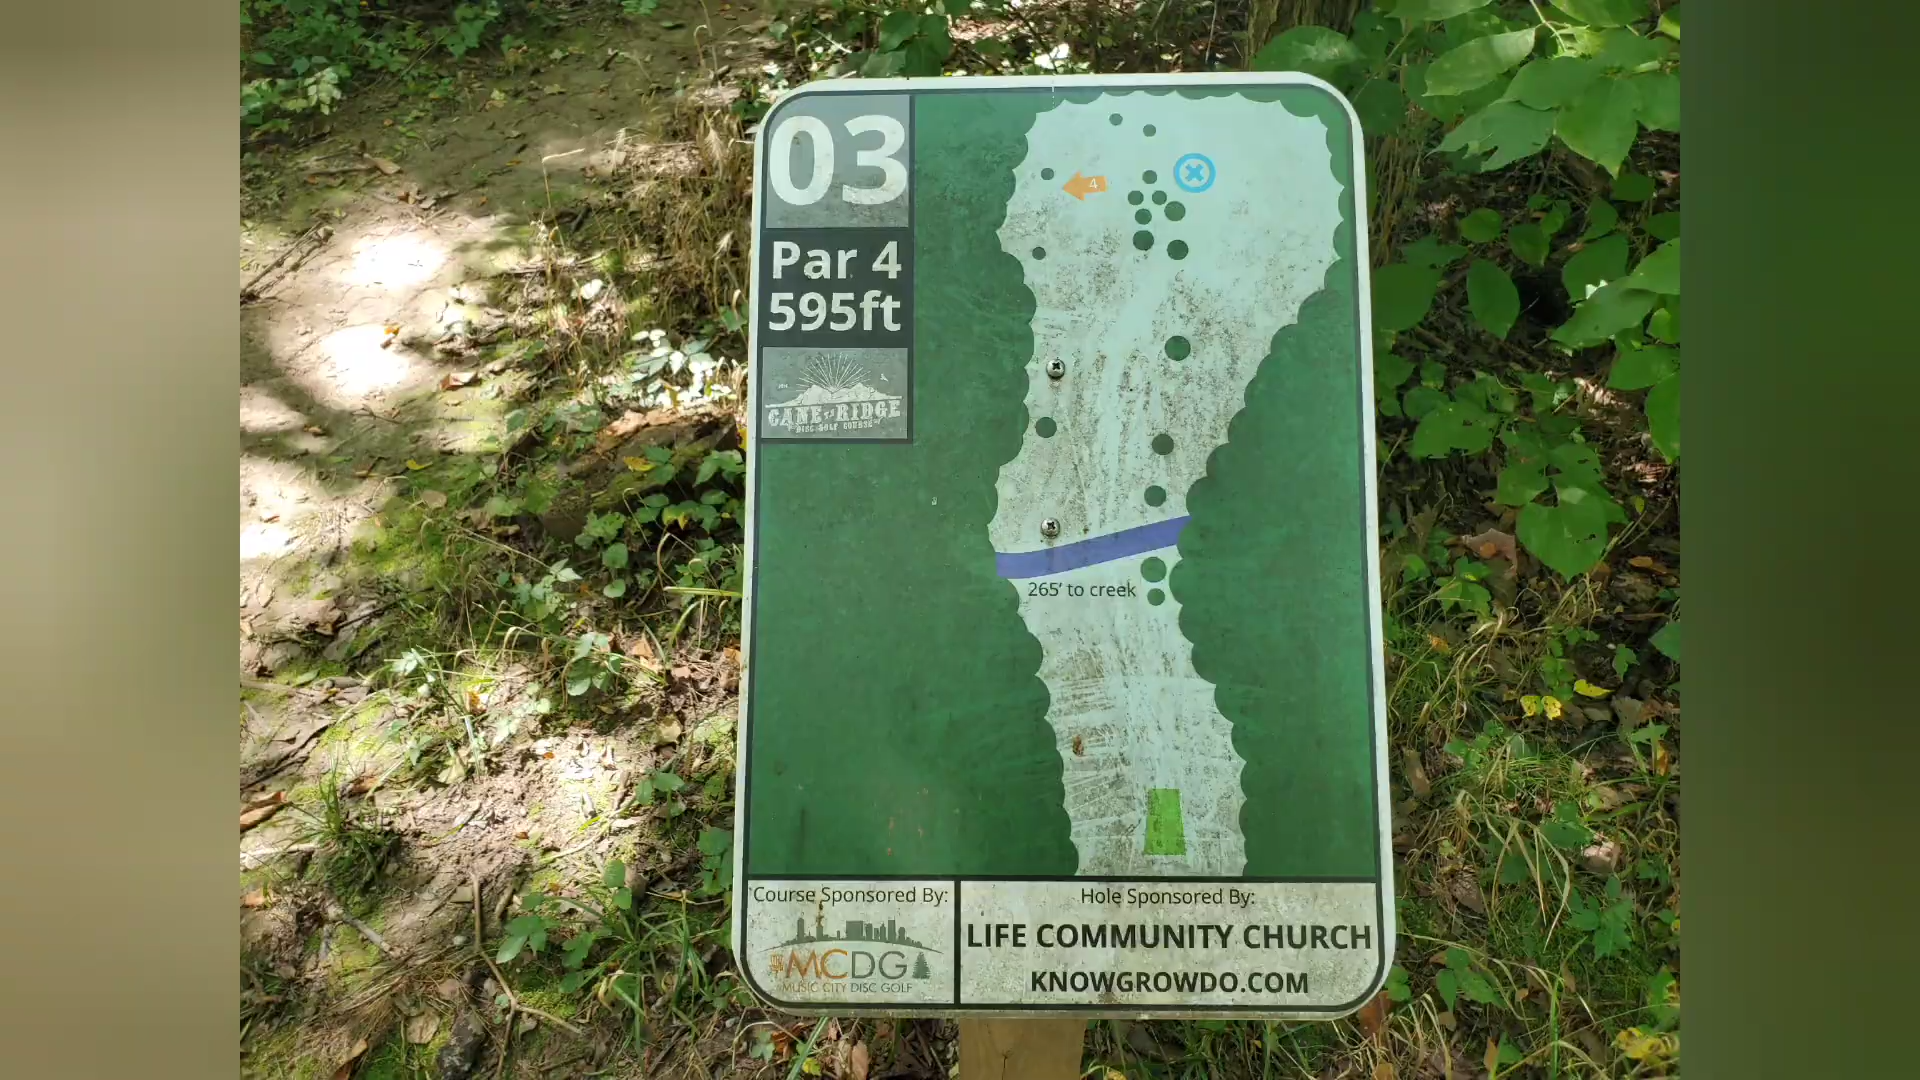 03
Par 4
595ft
CANE RIDGE
DISC GOLF COURSE
4
265' to creek
Course Sponsored By:
MCDG
MUSIC CITY DISC GOLF
Hole Sponsored By:
LIFE COMMUNITY CHURCH
KNOWGROWDO.COM